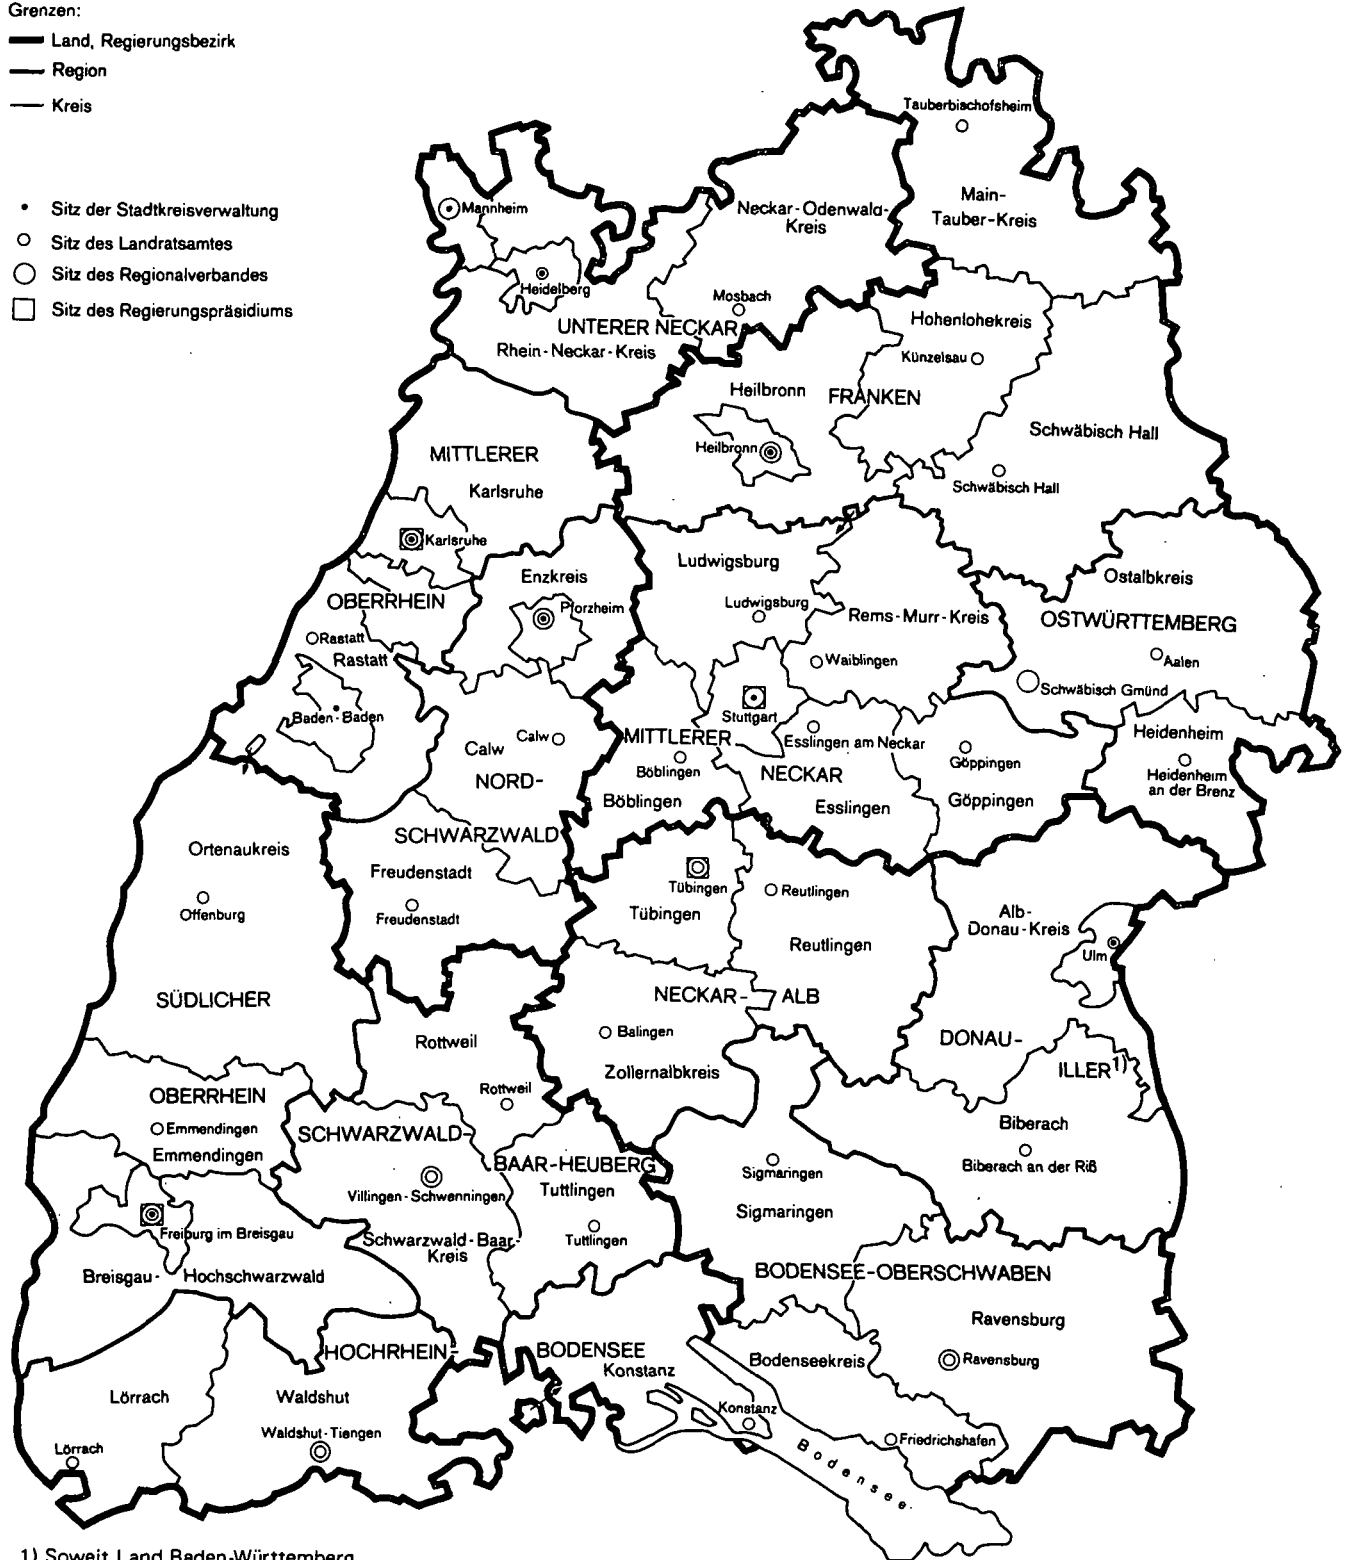 Grenzen:
Land, Regierungsbezirk
Region
Kreis
Sitz der Stadtkreisverwaltung
Sitz des Landratsamtes
Sitz des Regionalverbandes
Sitz des Regierungspräsidiums
Tauberbischofsheim
Main-
Tauber-Kreis
Mannheim
Neckar-Odenwald-
Kreis
Heidelberg
Mosbach
UNTERER NECKAR
Rhein-Neckar-Kreis
Hohenlohekreis
Künzelsau
Heilbronn
FRANKEN
Heilbronn
Schwäbisch Hall
Schwäbisch Hall
MITTLERER
Karlsruhe
Karlsruhe
OBERRHEIN
Rastatt
Rastatt
Baden-Baden
Enzkreis
Pforzheim
Ludwigsburg
Ludwigsburg
Rems-Murr-Kreis
Waiblingen
Ostalbkreis
OSTWÜRTTEMBERG
Aalen
Schwäbisch Gmünd
Stuttgart
MITTLERER
Böblingen
Böblingen
Esslingen am Neckar
NECKAR
Esslingen
Göppingen
Göppingen
Heidenheim
Heidenheim
an der Brenz
Calw
Calw
NORD-
SCHWARZWALD
Freudenstadt
Freudenstadt
Ortenaukreis
Offenburg
SÜDLICHER
Tübingen
Tübingen
Reutlingen
Reutlingen
Alb-
Donau-Kreis
Ulm
NECKAR-ALB
Balingen
Zollernalbkreis
DONAU-
ILLER1)
Rottweil
Rottweil
OBERRHEIN
Emmendingen
Emmendingen
SCHWARZWALD-
BAAR-HEUBERG
Villingen-Schwenningen
Tuttlingen
Tuttlingen
Schwarzwald-Baar-
Kreis
Biberach
Biberach an der Riß
Sigmaringen
Sigmaringen
Freiburg im Breisgau
Breisgau-Hochschwarzwald
BODENSEE-OBERSCHWABEN
Ravensburg
Ravensburg
HOCHRHEIN-
BODENSEE
Konstanz
Konstanz
Bodenseekreis
Lörrach
Lörrach
Waldshut
Waldshut-Tiengen
Friedrichshafen
Bodensee
1) Soweit Land Baden-Württemberg